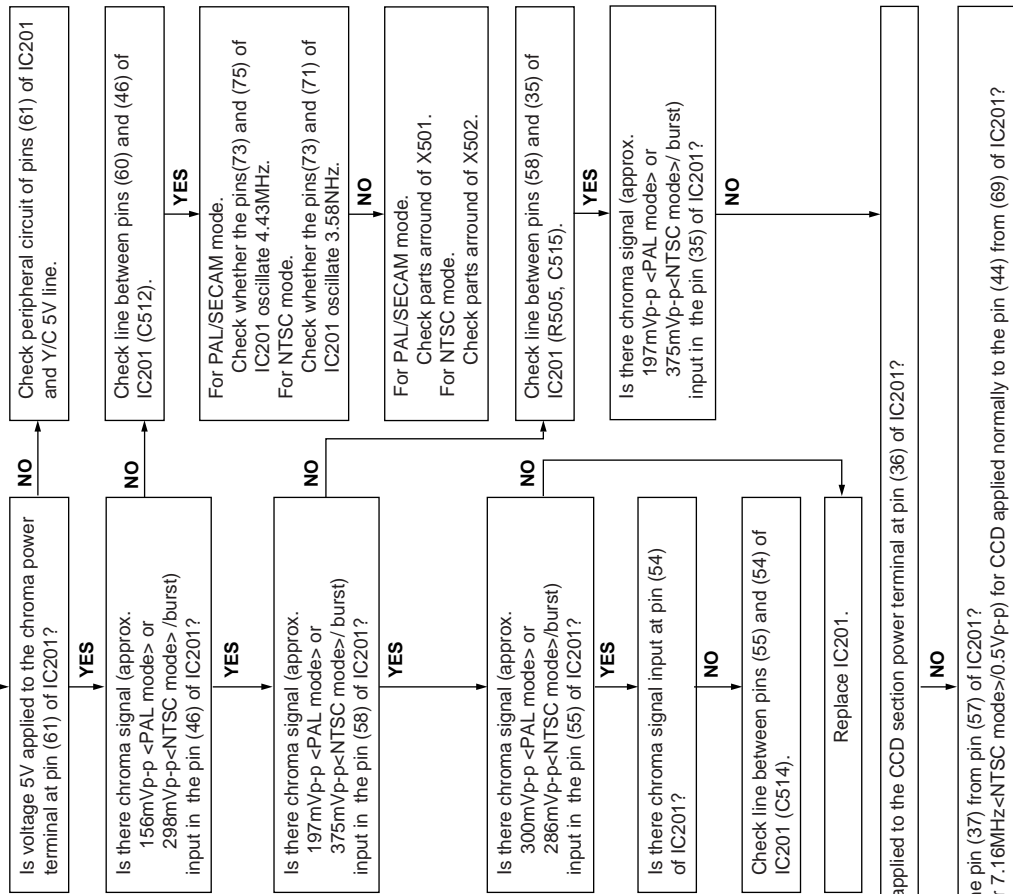 Is voltage 5V applied to the chroma power
terminal at pin (61) of IC201?
NO
Check peripheral circuit of pins (61) of IC201
and Y/C 5V line.
YES
Is there chroma signal (approx.
156mVp-p <PAL mode> or
298mVp-p<NTSC mode> /burst)
input in the pin (46) of IC201?
NO
Check line between pins (60) and (46) of
IC201 (C512).
YES
For PAL/SECAM mode.
Check whether the pins(73) and (75) of
IC201 oscillate 4.43MHz.
For NTSC mode.
Check whether the pins(73) and (71) of
IC201 oscillate 3.58NHz.
NO
For PAL/SECAM mode.
Check parts arround of X501.
For NTSC mode.
Check parts arround of X502.
YES
Is there chroma signal (approx.
197mVp-p <PAL mode> or
375mVp-p<NTSC mode>/ burst)
input in the pin (58) of IC201?
NO
Check line between pins (58) and (35) of
IC201 (R505, C515).
YES
Is there chroma signal (approx.
197mVp-p <PAL mode> or
375mVp-p<NTSC mode>/ burst)
input in the pin (35) of IC201?
NO
YES
Is there chroma signal (approx.
300mVp-p <PAL mode> or
286mVp-p<NTSC mode>/burst)
input in the pin (55) of IC201?
NO
YES
Is there chroma signal input at pin (54)
of IC201?
NO
Check line between pins (55) and (54) of
IC201 (C514).
Replace IC201.
applied to the CCD section power terminal at pin (36) of IC201?
NO
ne pin (37) from pin (57) of IC201?
r 7.16MHz<NTSC mode>/0.5Vp-p) for CCD applied normally to the pin (44) from (69) of IC201?